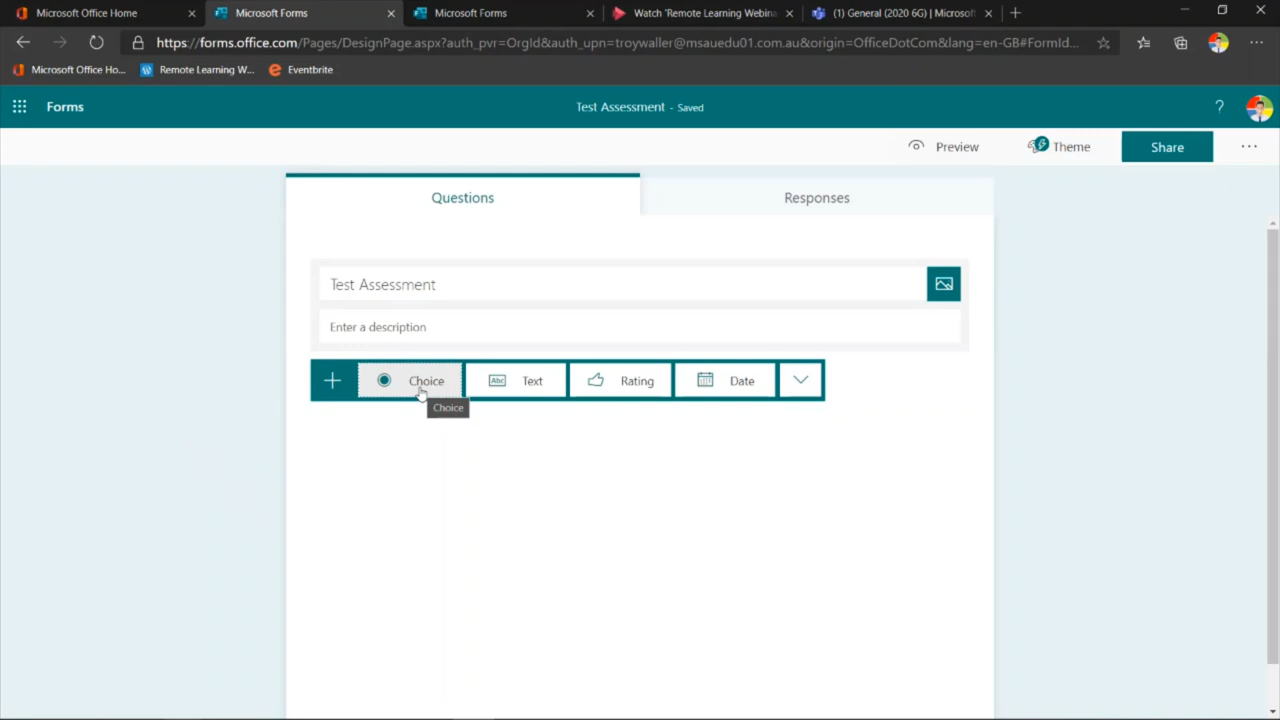 Microsoft Office Home
Microsoft Forms
Microsoft Forms
Watch 'Remote Learning Webina
(1) General (2020 6G) | Microsof
https://forms.office.com/Pages/DesignPage.aspx?auth_pvr=OrgId&auth_upn=troywaller@msauedu01.com.au&origin=OfficeDotCom&lang=en-GB#FormId...
Microsoft Office Ho...
Remote Learning W...
Eventbrite
Forms
Test Assessment - Saved
?
Preview
Theme
Share
Questions
Responses
Test Assessment
Enter a description
Choice
Abc
Text
Rating
Date
Choice